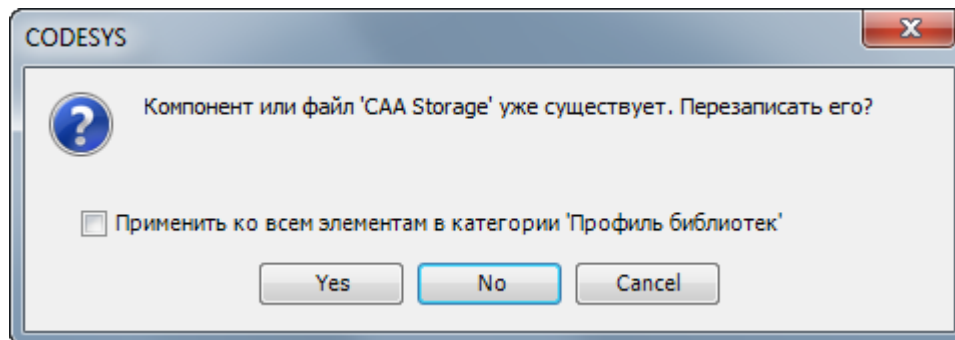 CODESYS
Компонент или файл 'CAA Storage' уже существует. Перезаписать его?
Применить ко всем элементам в категории 'Профиль библиотек'
Yes No Cancel